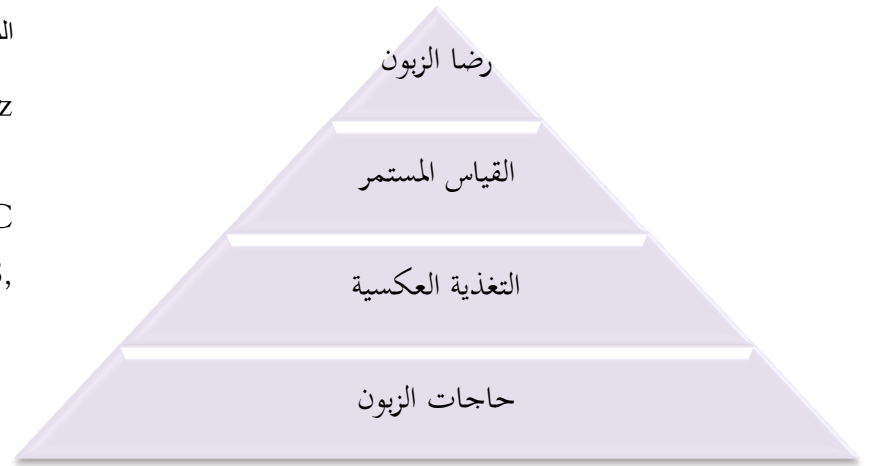 رضا الزبون
القياس المستمر
التغذية العكسية
حاجات الزبون